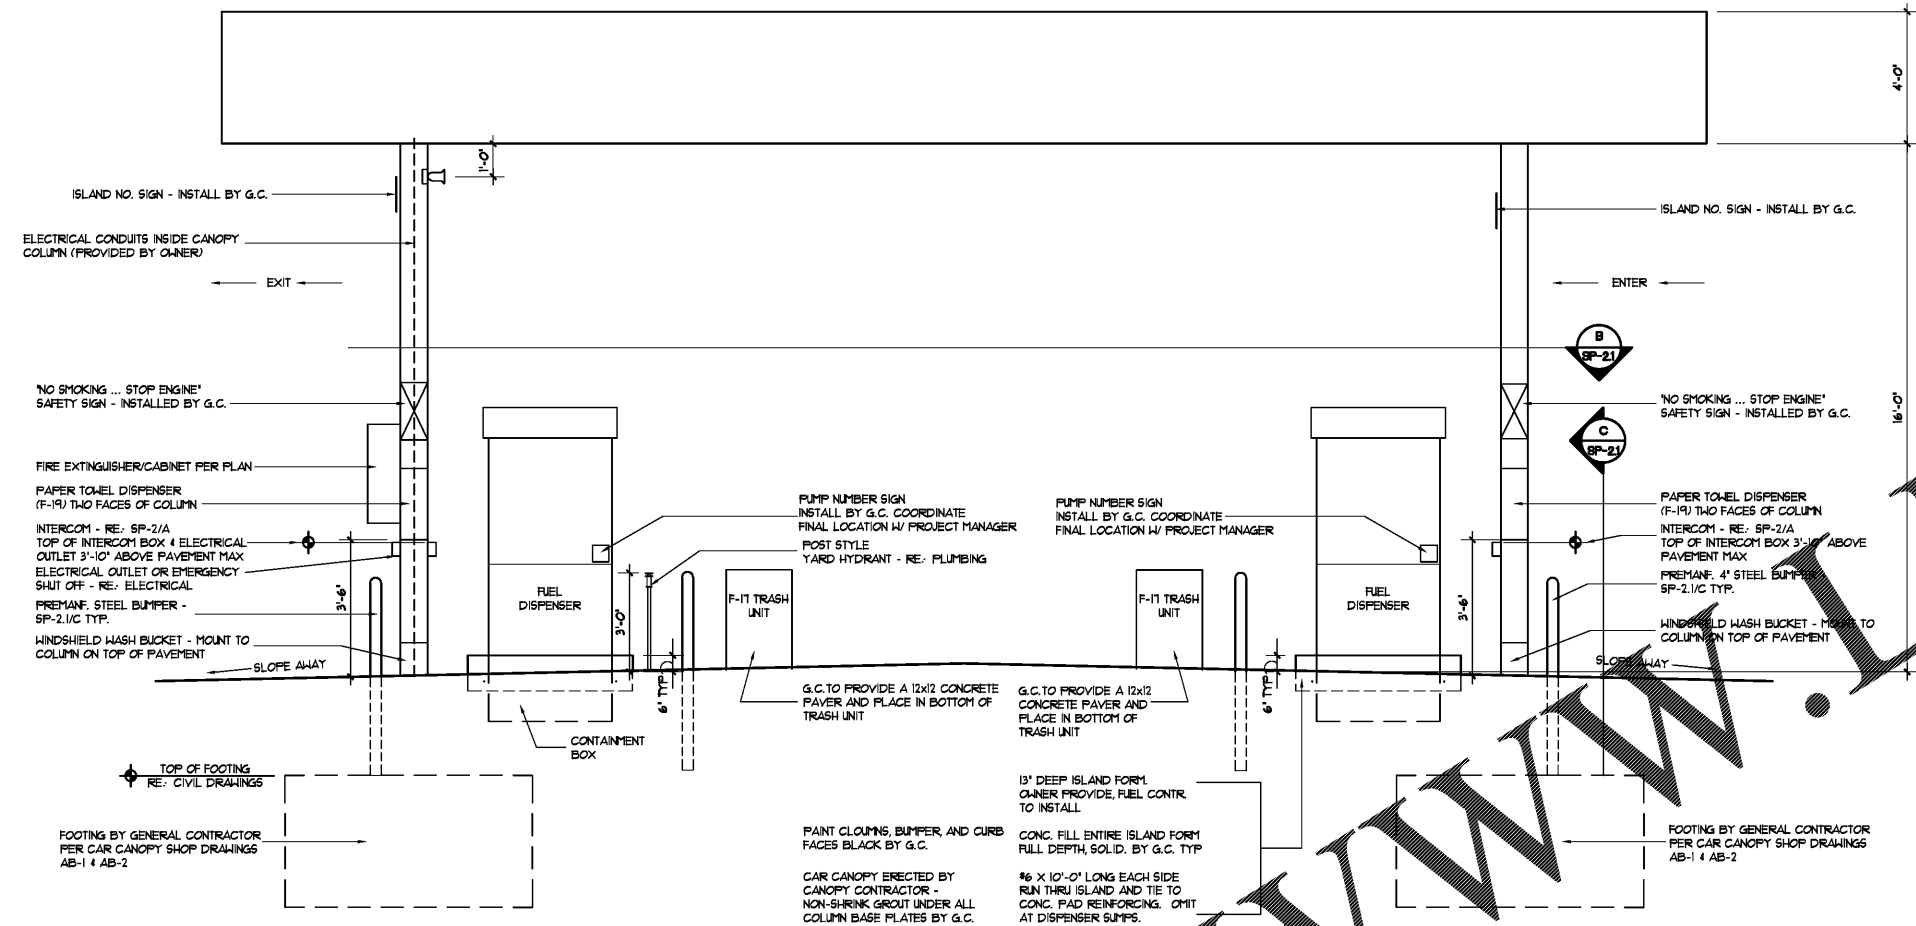 4'-0"
1'-0"
ISLAND NO. SIGN - INSTALL BY G.C.
ISLAND NO. SIGN - INSTALL BY G.C.
ELECTRICAL CONDUITS INSIDE CANOPY
COLUMN (PROVIDED BY OWNER)
EXIT
ENTER
B
SP-2.1
"NO SMOKING ... STOP ENGINE"
SAFETY SIGN - INSTALLED BY G.C.
"NO SMOKING ... STOP ENGINE"
SAFETY SIGN - INSTALLED BY G.C.
16'-0"
C
SP-2.1
FIRE EXTINGUISHER/CABINET PER PLAN
PAPER TOWEL DISPENSER
(F-19) TWO FACES OF COLUMN
INTERCOM - RE: SP-2/A
TOP OF INTERCOM BOX & ELECTRICAL
OUTLET 3'-10" ABOVE PAVEMENT MAX
ELECTRICAL OUTLET OR EMERGENCY
SHUT OFF - RE: ELECTRICAL
PREMANF. STEEL BUMPER -
SP-2.1/C TYP.
WINDSHIELD WASH BUCKET - MOUNT TO
COLUMN ON TOP OF PAVEMENT
SLOPE AWAY
3'-6"
FUEL
DISPENSER
3'-0"
6" TYP.
PUMP NUMBER SIGN
INSTALL BY G.C. COORDINATE
FINAL LOCATION W/ PROJECT MANAGER
POST STYLE
YARD HYDRANT - RE: PLUMBING
F-17 TRASH
UNIT
PUMP NUMBER SIGN
INSTALL BY G.C. COORDINATE
FINAL LOCATION W/ PROJECT MANAGER
F-17 TRASH
UNIT
6" TYP.
FUEL
DISPENSER
3'-6"
PAPER TOWEL DISPENSER
(F-19) TWO FACES OF COLUMN
INTERCOM - RE: SP-2/A
TOP OF INTERCOM BOX 3'-10" ABOVE
PAVEMENT MAX
PREMANF. 4" STEEL BUMPER -
SP-2.1/C TYP.
WINDSHIELD WASH BUCKET - MOUNT TO
COLUMN ON TOP OF PAVEMENT
SLOPE AWAY
G.C. TO PROVIDE A 12x12 CONCRETE
PAVER AND PLACE IN BOTTOM OF
TRASH UNIT
G.C. TO PROVIDE A 12x12
CONCRETE PAVER AND
PLACE IN BOTTOM OF
TRASH UNIT
CONTAINMENT
BOX
TOP OF FOOTING
RE: CIVIL DRAWINGS
FOOTING BY GENERAL CONTRACTOR
PER CAR CANOPY SHOP DRAWINGS
AB-1 & AB-2
PAINT CLOUMNS, BUMPER, AND CURB
FACES BLACK BY G.C.
CAR CANOPY ERECTED BY
CANOPY CONTRACTOR -
NON-SHRINK GROUT UNDER ALL
COLUMN BASE PLATES BY G.C.
13" DEEP ISLAND FORM.
OWNER PROVIDE, FUEL CONTR.
TO INSTALL
CONC. FILL ENTIRE ISLAND FORM
FULL DEPTH, SOLID. BY G.C. TYP
#6 X 10'-0" LONG EACH SIDE
RUN THRU ISLAND AND TIE TO
CONC. PAD REINFORCING. OMIT
AT DISPENSER SUMPS.
FOOTING BY GENERAL CONTRACTOR
PER CAR CANOPY SHOP DRAWINGS
AB-1 & AB-2
WWW.